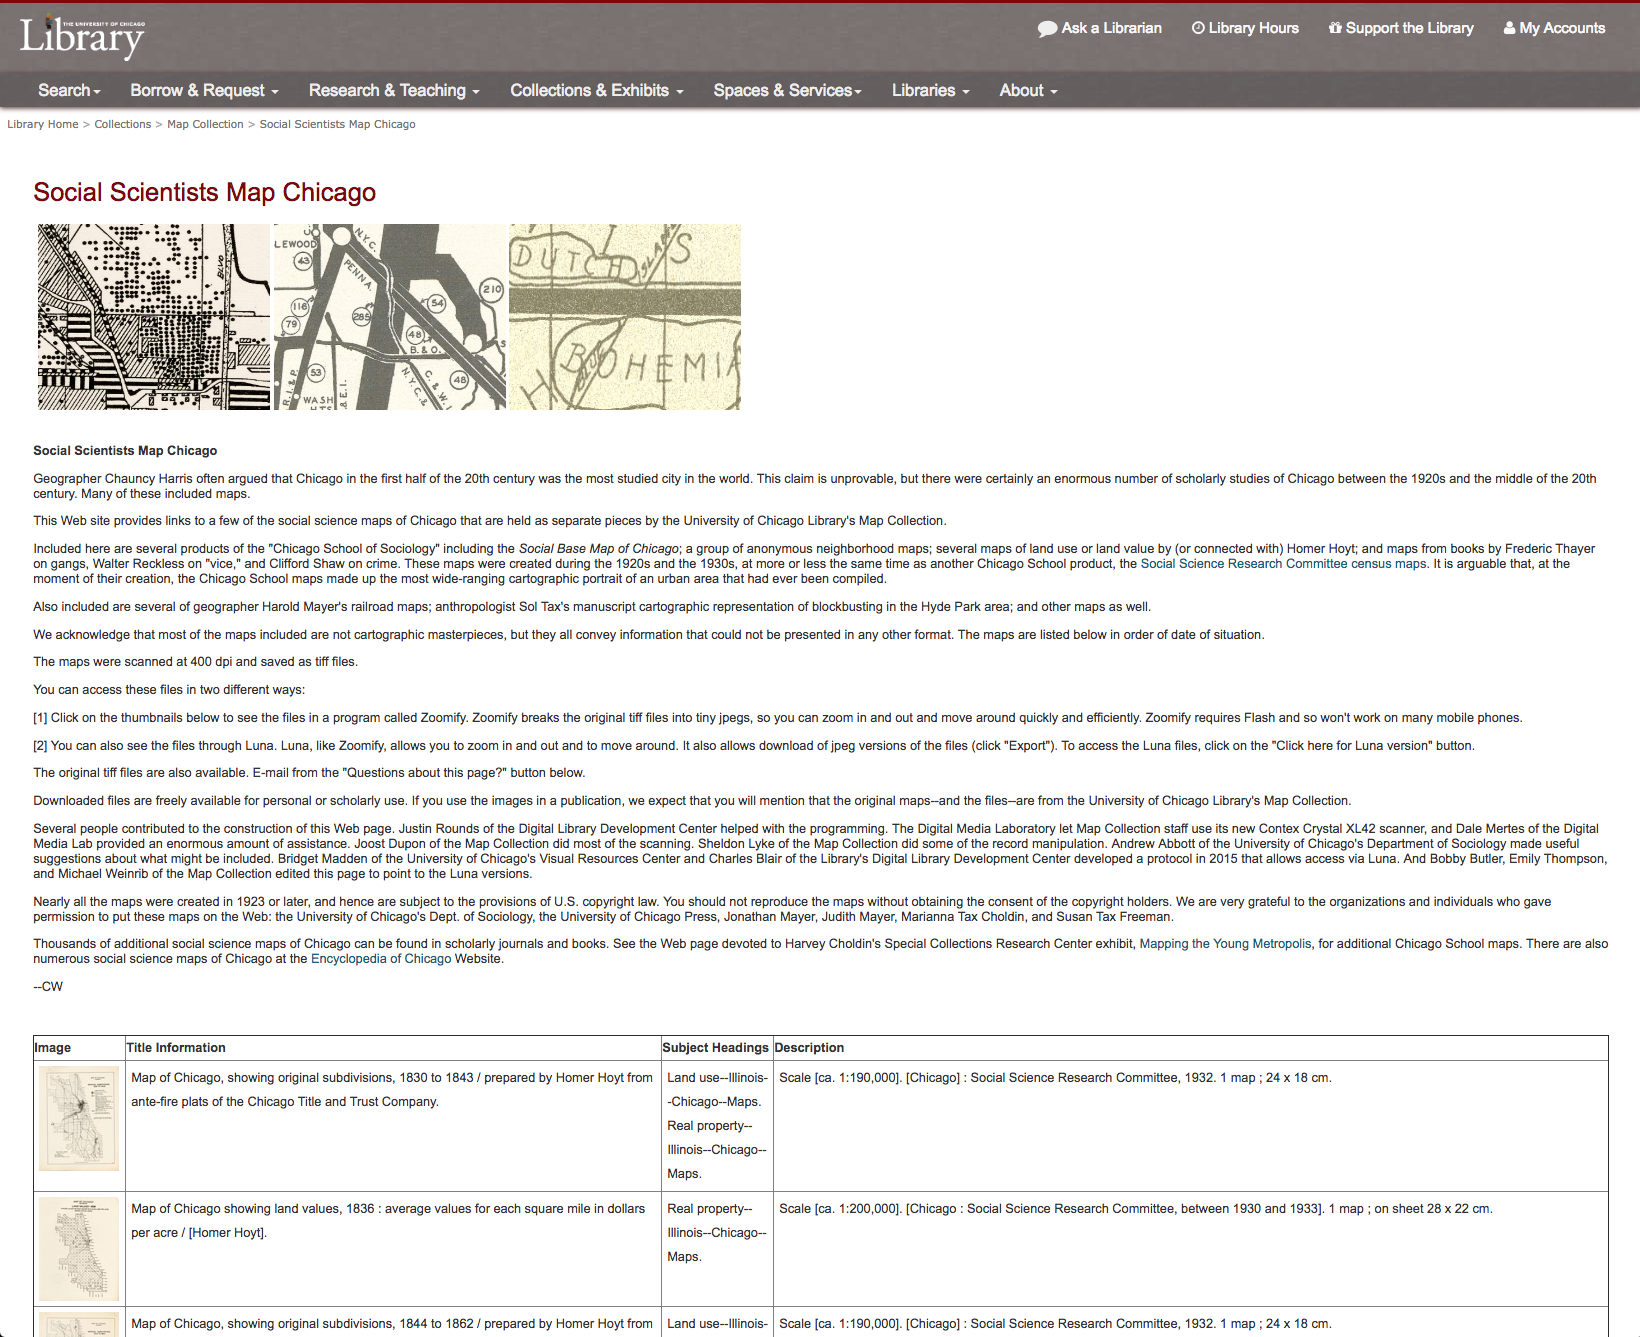 THE UNIVERSITY OF CHICAGO
Library
Ask a Librarian
Library Hours
Support the Library
My Accounts
Search
Borrow & Request
Research & Teaching
Collections & Exhibits
Spaces & Services
Libraries
About
Library Home > Collections > Map Collection > Social Scientists Map Chicago
Social Scientists Map Chicago
BLVD
LEWOOD
N.Y.C.
PENNA.
43
116
79
285
54
210
48
B. & O.
53
48
WASH
R. I. & P.
& E. I.
N.Y.C. &
C. & W. I.
DUTCH
ISLAND
BOHEMIA
Social Scientists Map Chicago
Geographer Chauncy Harris often argued that Chicago in the first half of the 20th century was the most studied city in the world. This claim is unprovable, but there were certainly an enormous number of scholarly studies of Chicago between the 1920s and the middle of the 20th
century. Many of these included maps.
This Web site provides links to a few of the social science maps of Chicago that are held as separate pieces by the University of Chicago Library's Map Collection.
Included here are several products of the "Chicago School of Sociology" including the Social Base Map of Chicago; a group of anonymous neighborhood maps; several maps of land use or land value by (or connected with) Homer Hoyt; and maps from books by Frederic Thayer
on gangs, Walter Reckless on "vice," and Clifford Shaw on crime. These maps were created during the 1920s and the 1930s, at more or less the same time as another Chicago School product, the Social Science Research Committee census maps. It is arguable that, at the
moment of their creation, the Chicago School maps made up the most wide-ranging cartographic portrait of an urban area that had ever been compiled.
Also included are several of geographer Harold Mayer's railroad maps; anthropologist Sol Tax's manuscript cartographic representation of blockbusting in the Hyde Park area; and other maps as well.
We acknowledge that most of the maps included are not cartographic masterpieces, but they all convey information that could not be presented in any other format. The maps are listed below in order of date of situation.
The maps were scanned at 400 dpi and saved as tiff files.
You can access these files in two different ways:
[1] Click on the thumbnails below to see the files in a program called Zoomify. Zoomify breaks the original tiff files into tiny jpegs, so you can zoom in and out and move around quickly and efficiently. Zoomify requires Flash and so won't work on many mobile phones.
[2] You can also see the files through Luna. Luna, like Zoomify, allows you to zoom in and out and to move around. It also allows download of jpeg versions of the files (click "Export"). To access the Luna files, click on the "Click here for Luna version" button.
The original tiff files are also available. E-mail from the "Questions about this page?" button below.
Downloaded files are freely available for personal or scholarly use. If you use the images in a publication, we expect that you will mention that the original maps--and the files--are from the University of Chicago Library's Map Collection.
Several people contributed to the construction of this Web page. Justin Rounds of the Digital Library Development Center helped with the programming. The Digital Media Laboratory let Map Collection staff use its new Contex Crystal XL42 scanner, and Dale Mertes of the Digital
Media Lab provided an enormous amount of assistance. Joost Dupon of the Map Collection did most of the scanning. Sheldon Lyke of the Map Collection did some of the record manipulation. Andrew Abbott of the University of Chicago's Department of Sociology made useful
suggestions about what might be included. Bridget Madden of the University of Chicago's Visual Resources Center and Charles Blair of the Library's Digital Library Development Center developed a protocol in 2015 that allows access via Luna. And Bobby Butler, Emily Thompson,
and Michael Weinrib of the Map Collection edited this page to point to the Luna versions.
Nearly all the maps were created in 1923 or later, and hence are subject to the provisions of U.S. copyright law. You should not reproduce the maps without obtaining the consent of the copyright holders. We are very grateful to the organizations and individuals who gave
permission to put these maps on the Web: the University of Chicago's Dept. of Sociology, the University of Chicago Press, Jonathan Mayer, Judith Mayer, Marianna Tax Choldin, and Susan Tax Freeman.
Thousands of additional social science maps of Chicago can be found in scholarly journals and books. See the Web page devoted to Harvey Choldin's Special Collections Research Center exhibit, Mapping the Young Metropolis, for additional Chicago School maps. There are also
numerous social science maps of Chicago at the Encyclopedia of Chicago Website.
--CW
Image
Title Information
Subject Headings
Description
Map of Chicago, showing original subdivisions, 1830 to 1843 / prepared by Homer Hoyt from
ante-fire plats of the Chicago Title and Trust Company.
Land use--Illinois-
-Chicago--Maps.
Real property--
Illinois--Chicago--
Maps.
Scale [ca. 1:190,000]. [Chicago] : Social Science Research Committee, 1932. 1 map ; 24 x 18 cm.
Map of Chicago showing land values, 1836 : average values for each square mile in dollars
per acre / [Homer Hoyt].
Real property--
Illinois--Chicago--
Maps.
Scale [ca. 1:200,000]. [Chicago : Social Science Research Committee, between 1930 and 1933]. 1 map ; on sheet 28 x 22 cm.
Map of Chicago, showing original subdivisions, 1844 to 1862 / prepared by Homer Hoyt from
Land use--Illinois-
Scale [ca. 1:190,000]. [Chicago] : Social Science Research Committee, 1932. 1 map ; 24 x 18 cm.